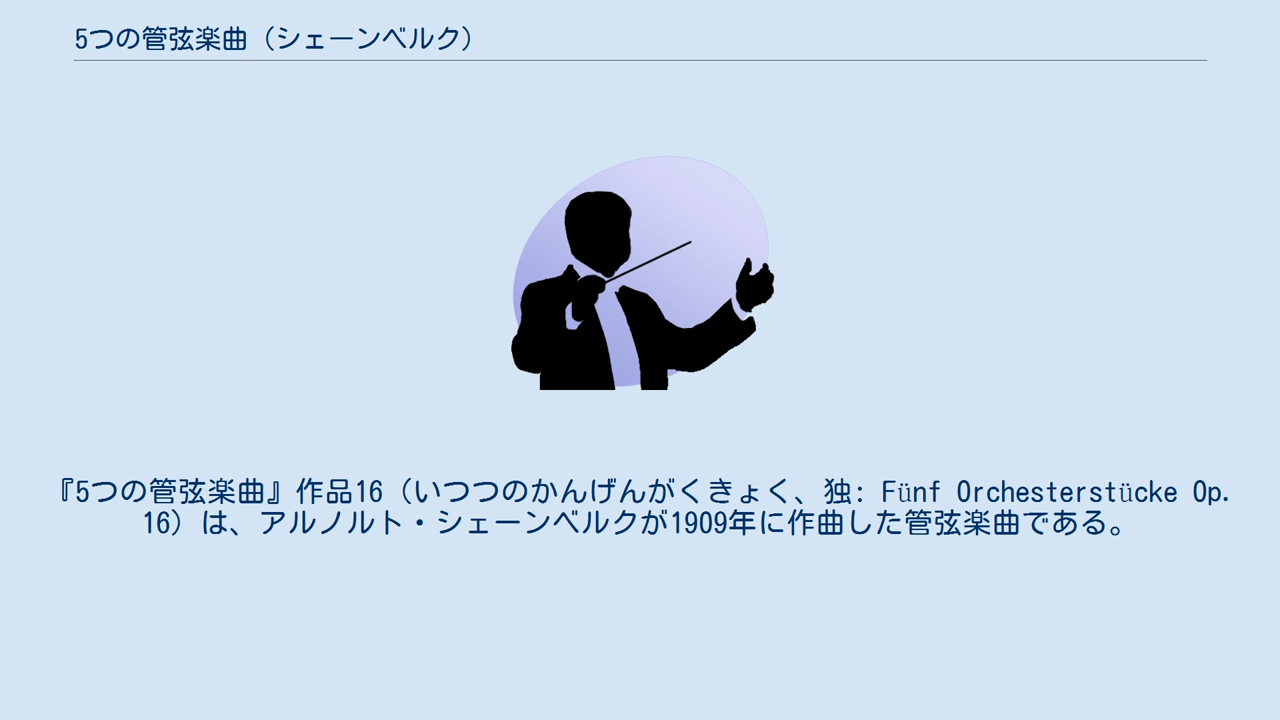 5つの管弦楽曲（シェーンベルク）
『5つの管弦楽曲』作品16（いつつのかんげんがくきょく、独: Fünf Orchesterstücke Op.
16）は、アルノルト・シェーンベルクが1909年に作曲した管弦楽曲である。